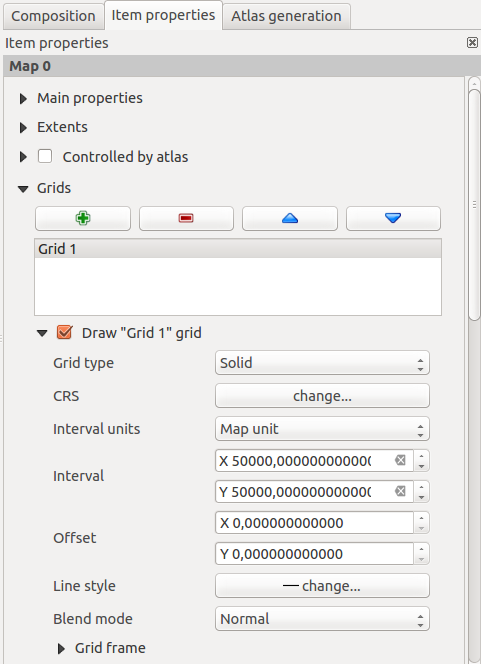 Composition Item properties Atlas generation
Item properties
Map 0
Main properties
Extents
Controlled by atlas
Grids
Grid 1
Draw "Grid 1" grid
Grid type Solid
CRS change...
Interval units Map unit
X 50000,000000000000
Interval
Y 50000,000000000000
X 0,000000000000
Offset
Y 0,000000000000
Line style change...
Blend mode Normal
Grid frame